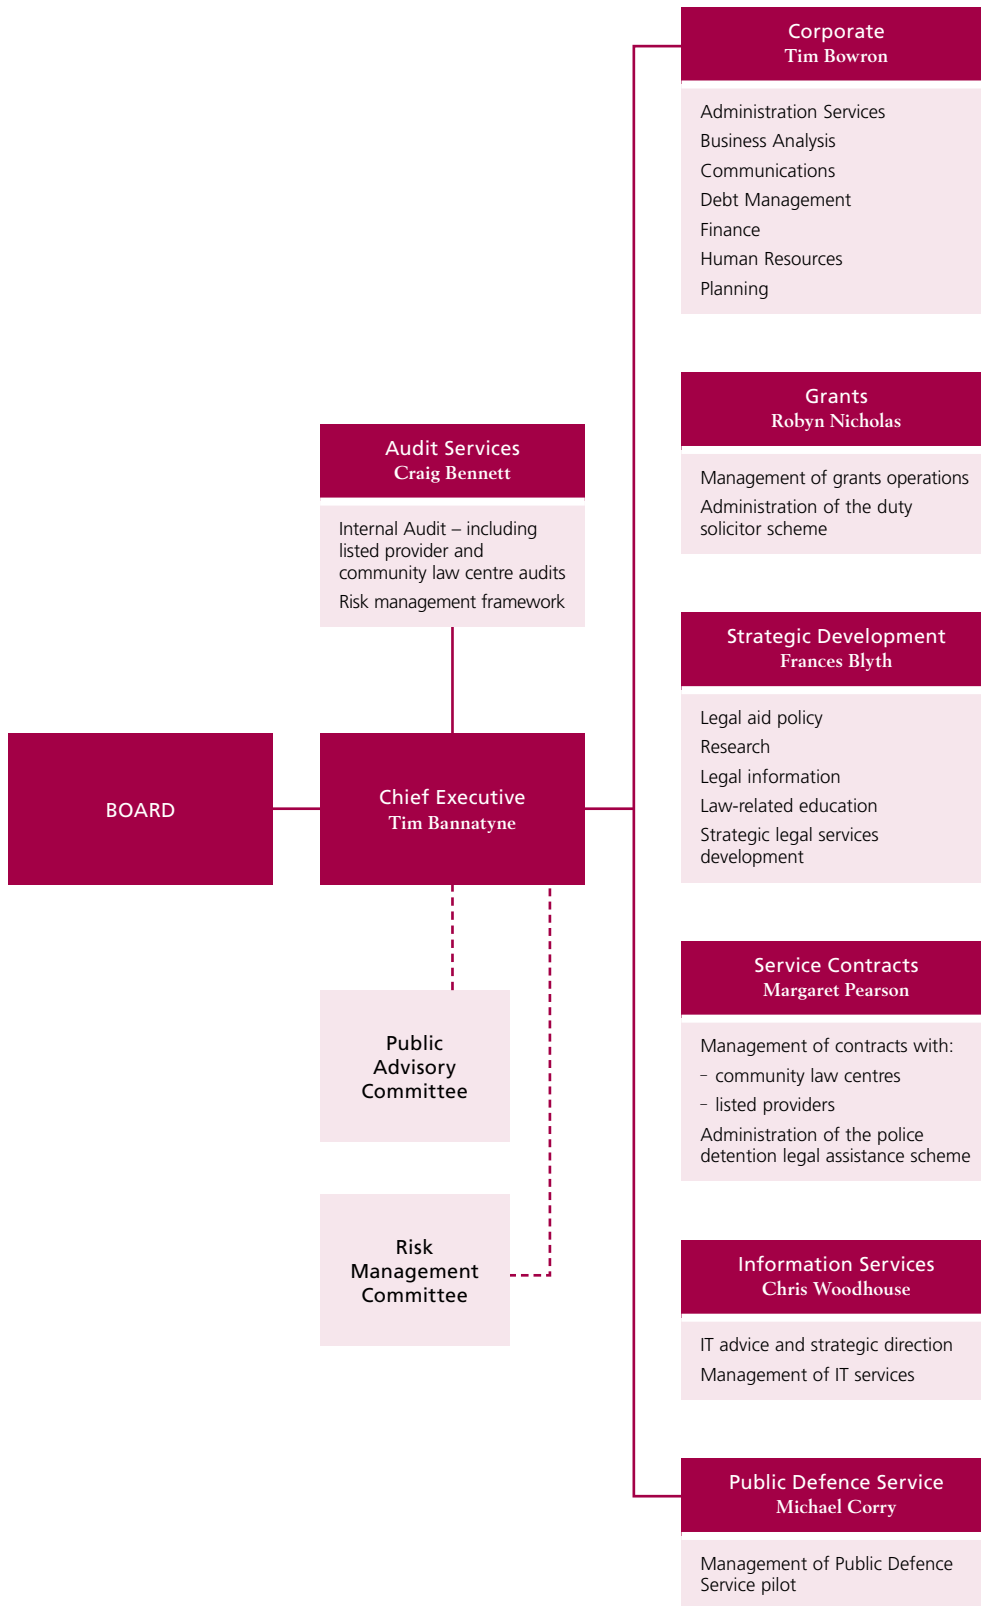 Corporate
Tim Bowron
Administration Services
Business Analysis
Communications
Debt Management
Finance
Human Resources
Planning
Grants
Robyn Nicholas
Management of grants operations
Administration of the duty
solicitor scheme
Audit Services
Craig Bennett
Internal Audit – including
listed provider and
community law centre audits
Risk management framework
Strategic Development
Frances Blyth
Legal aid policy
Research
Legal information
Law-related education
Strategic legal services
development
BOARD
Chief Executive
Tim Bannatyne
Service Contracts
Margaret Pearson
Management of contracts with:
– community law centres
– listed providers
Administration of the police
detention legal assistance scheme
Public
Advisory
Committee
Risk
Management
Committee
Information Services
Chris Woodhouse
IT advice and strategic direction
Management of IT services
Public Defence Service
Michael Corry
Management of Public Defence
Service pilot